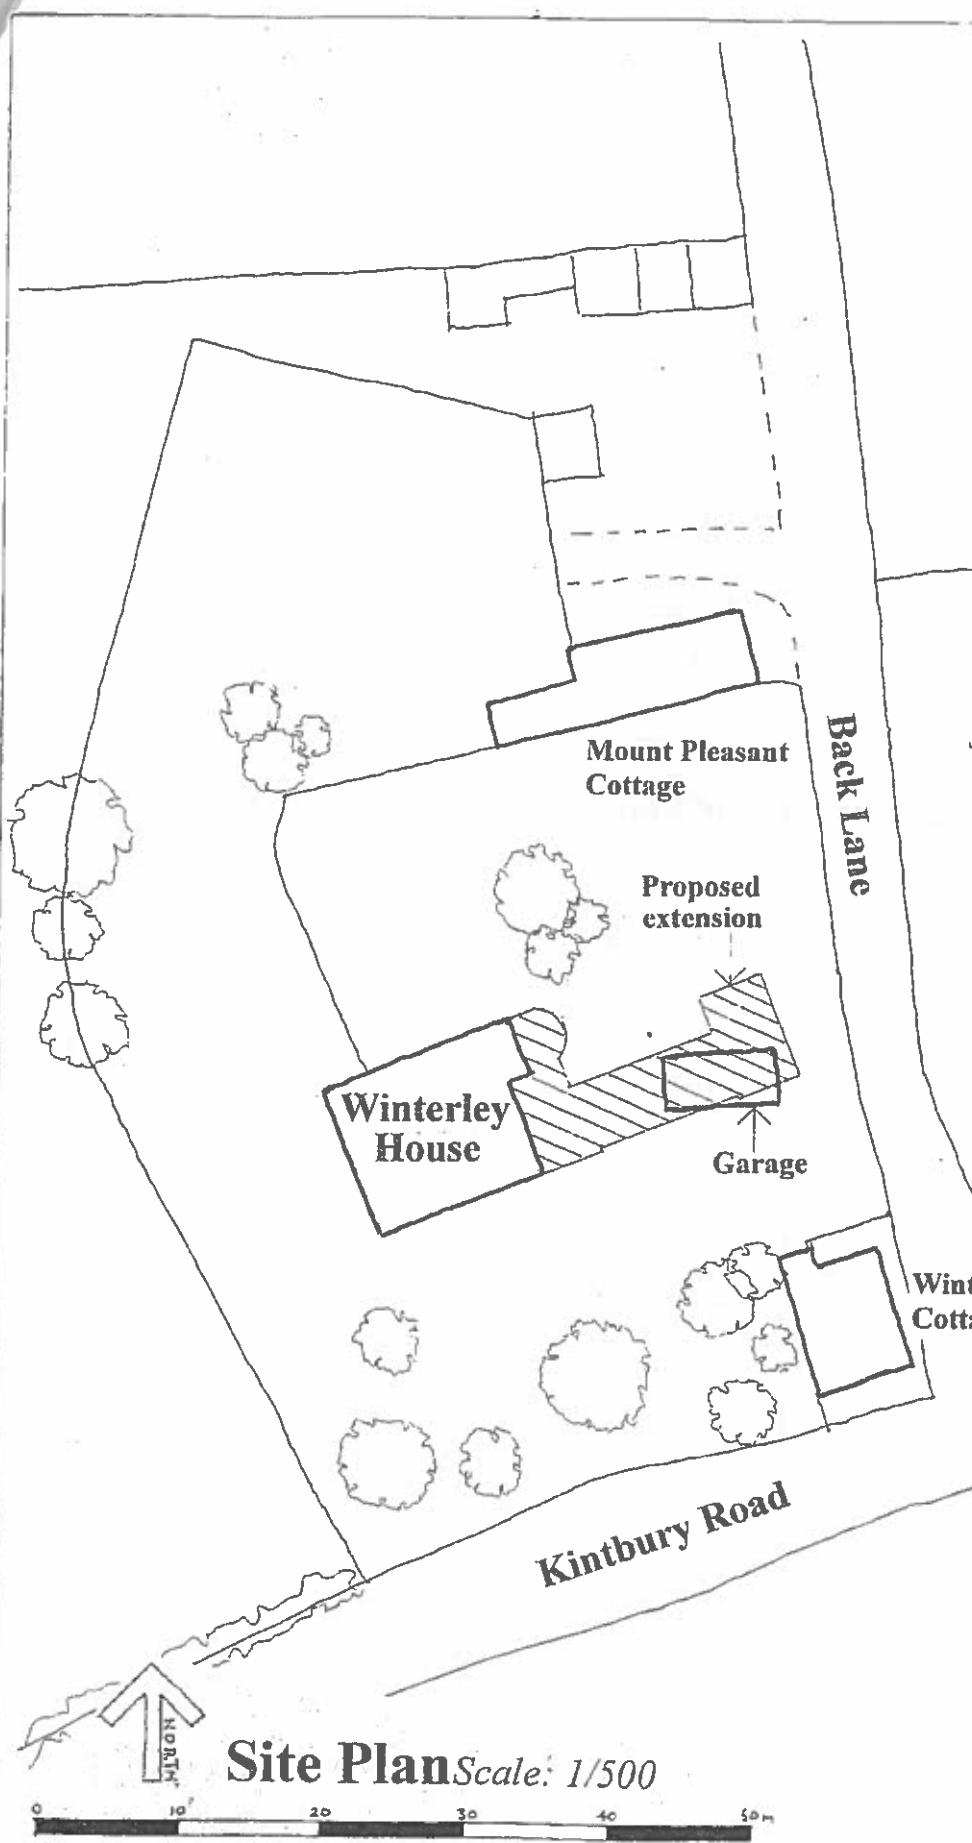 Mount Pleasant
Cottage
Back Lane
Proposed
extension
Winterley
House
Garage
Wint
Cotta
Kintbury Road
NORTH
Site Plan Scale: 1/500
0 10 20 30 40 50m